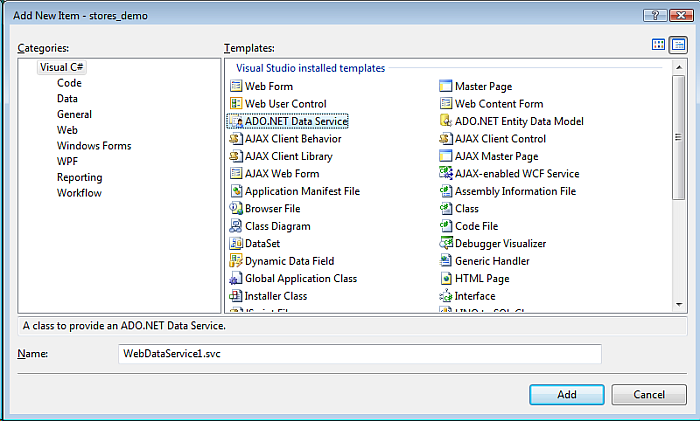 Add New Item - stores_demo
Categories:
Templates:
Visual C#
Code
Data
General
Web
Windows Forms
WPF
Reporting
Workflow
Visual Studio installed templates
Web Form
Master Page
Web User Control
Web Content Form
ADO.NET Data Service
ADO.NET Entity Data Model
AJAX Client Behavior
AJAX Client Control
AJAX Client Library
AJAX Master Page
AJAX Web Form
AJAX-enabled WCF Service
Application Manifest File
Assembly Information File
Browser File
Class
Class Diagram
Code File
DataSet
Debugger Visualizer
Dynamic Data Field
Generic Handler
Global Application Class
HTML Page
Installer Class
Interface
A class to provide an ADO.NET Data Service.
Name:
WebDataService1.svc
Add
Cancel